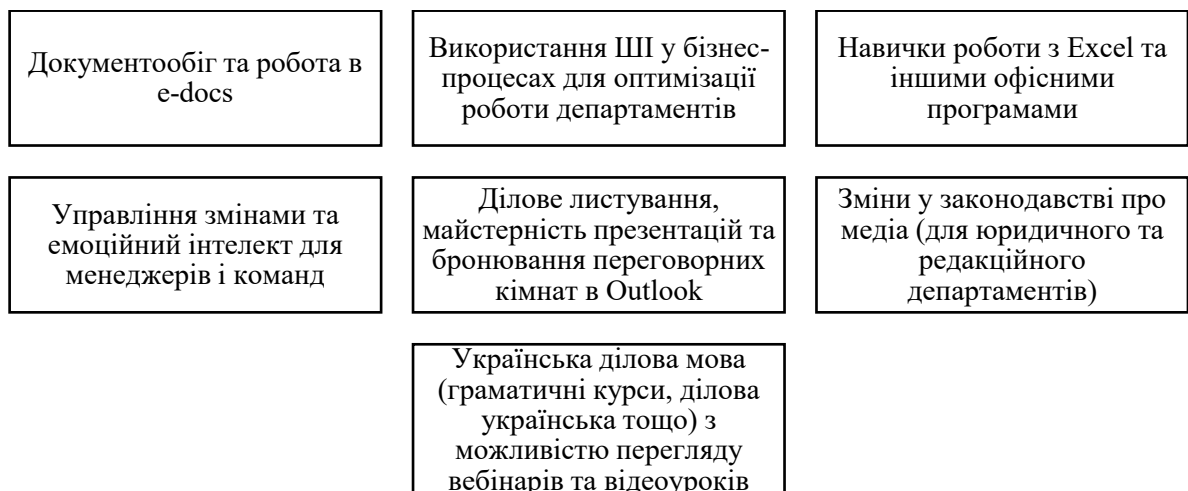 Документообіг та робота в
e-docs
Використання ШІ у бізнес-
процесах для оптимізації
роботи департаментів
Навички роботи з Excel та
іншими офісними
програмами
Управління змінами та
емоційний інтелект для
менеджерів і команд
Ділове листування,
майстерність презентацій та
бронювання переговорних
кімнат в Outlook
Зміни у законодавстві про
медіа (для юридичного та
редакційного
департаментів)
Українська ділова мова
(граматичні курси, ділова
українська тощо) з
можливістю перегляду
вебінарів та відеоуроків